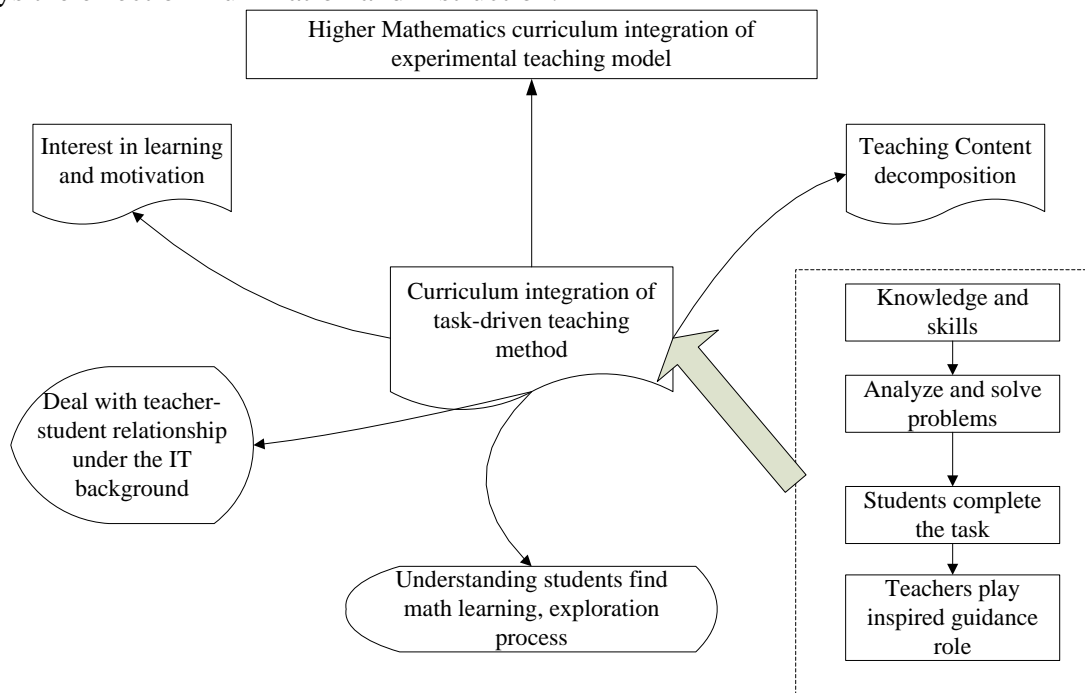 Higher Mathematics curriculum integration of
experimental teaching model
Interest in learning
and motivation
Teaching Content
decomposition
Curriculum integration of
task-driven teaching
method
Knowledge and
skills
Analyze and solve
problems
Deal with teacher-
student relationship
under the IT
background
Students complete
the task
Understanding students find
math learning, exploration
process
Teachers play
inspired guidance
role